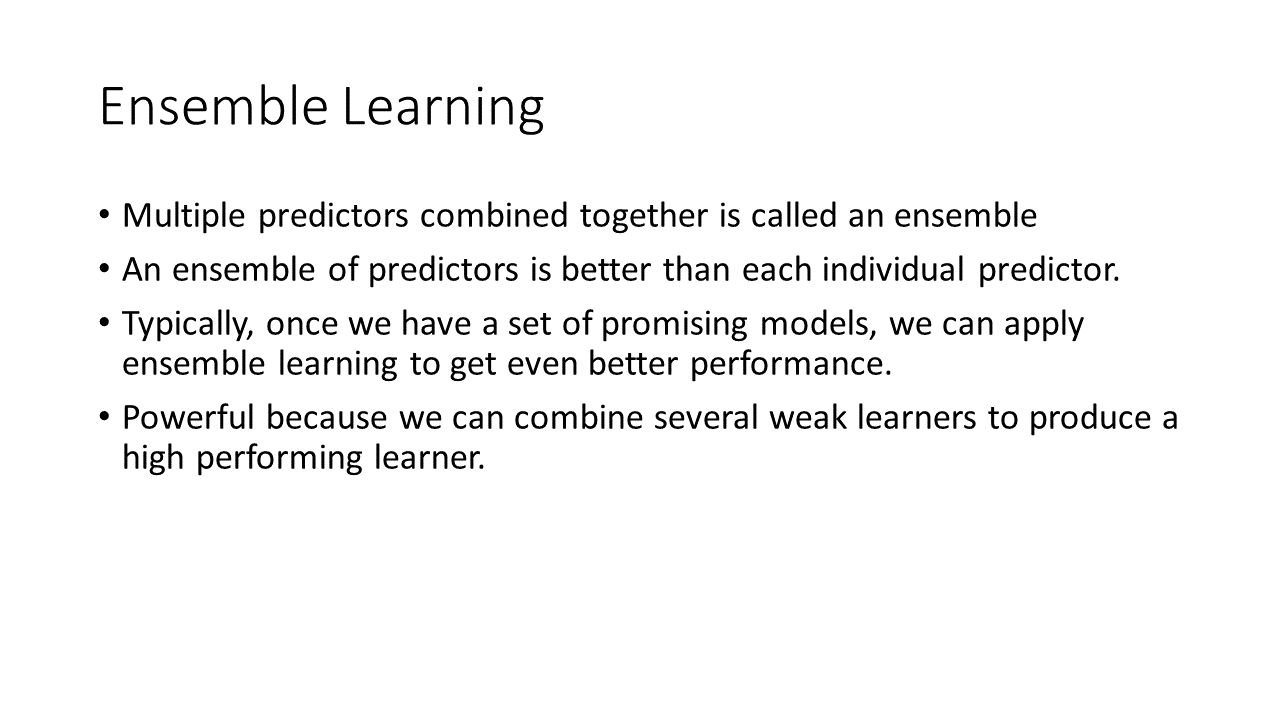 Ensemble Learning
• Multiple predictors combined together is called an ensemble
• An ensemble of predictors is better than each individual predictor.
• Typically, once we have a set of promising models, we can apply
ensemble learning to get even better performance.
• Powerful because we can combine several weak learners to produce a
high performing learner.